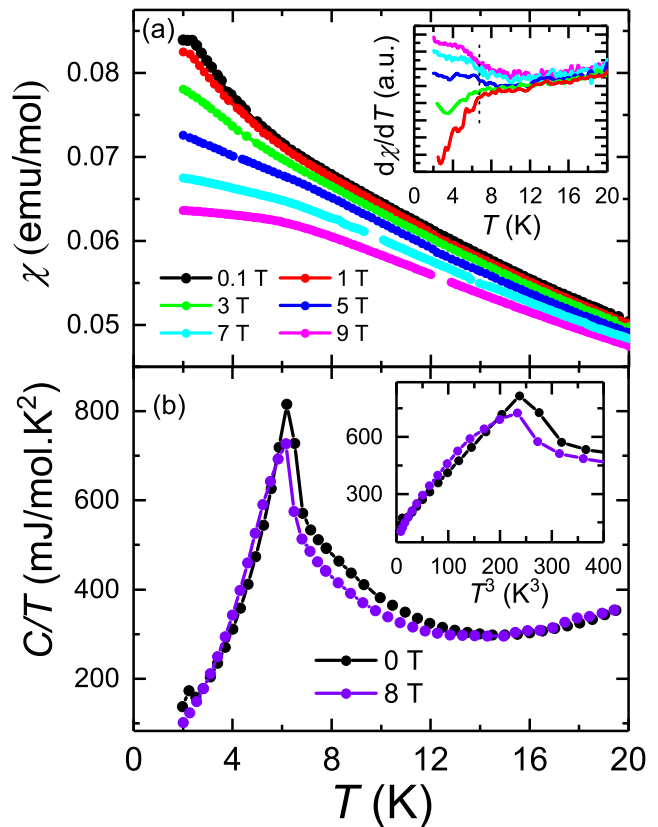 (a)
χ (emu/mol)
0.08
0.07
0.06
0.05
0.1 T 1 T
3 T 5 T
7 T 9 T
dχ/dT (a.u.)
0 4 8 12 16 20
T (K)
(b)
C/T (mJ/mol.K²)
800
600
400
200
0 T
8 T
900
600
300
0 100 200 300 400
T³ (K³)
0 4 8 12 16 20
T (K)